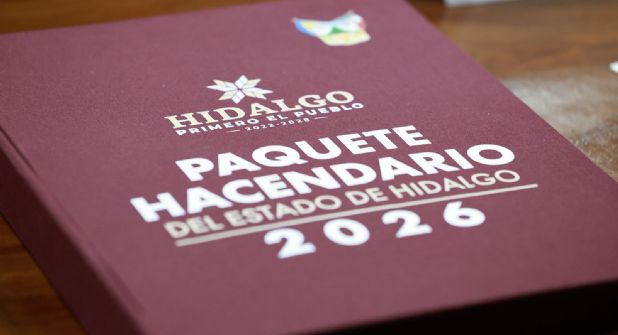 HIDALGO
PRIMERO EL PUEBLO
2022-2028
PAQUETE
HACENDARIO
DEL ESTADO DE HIDALGO
2026